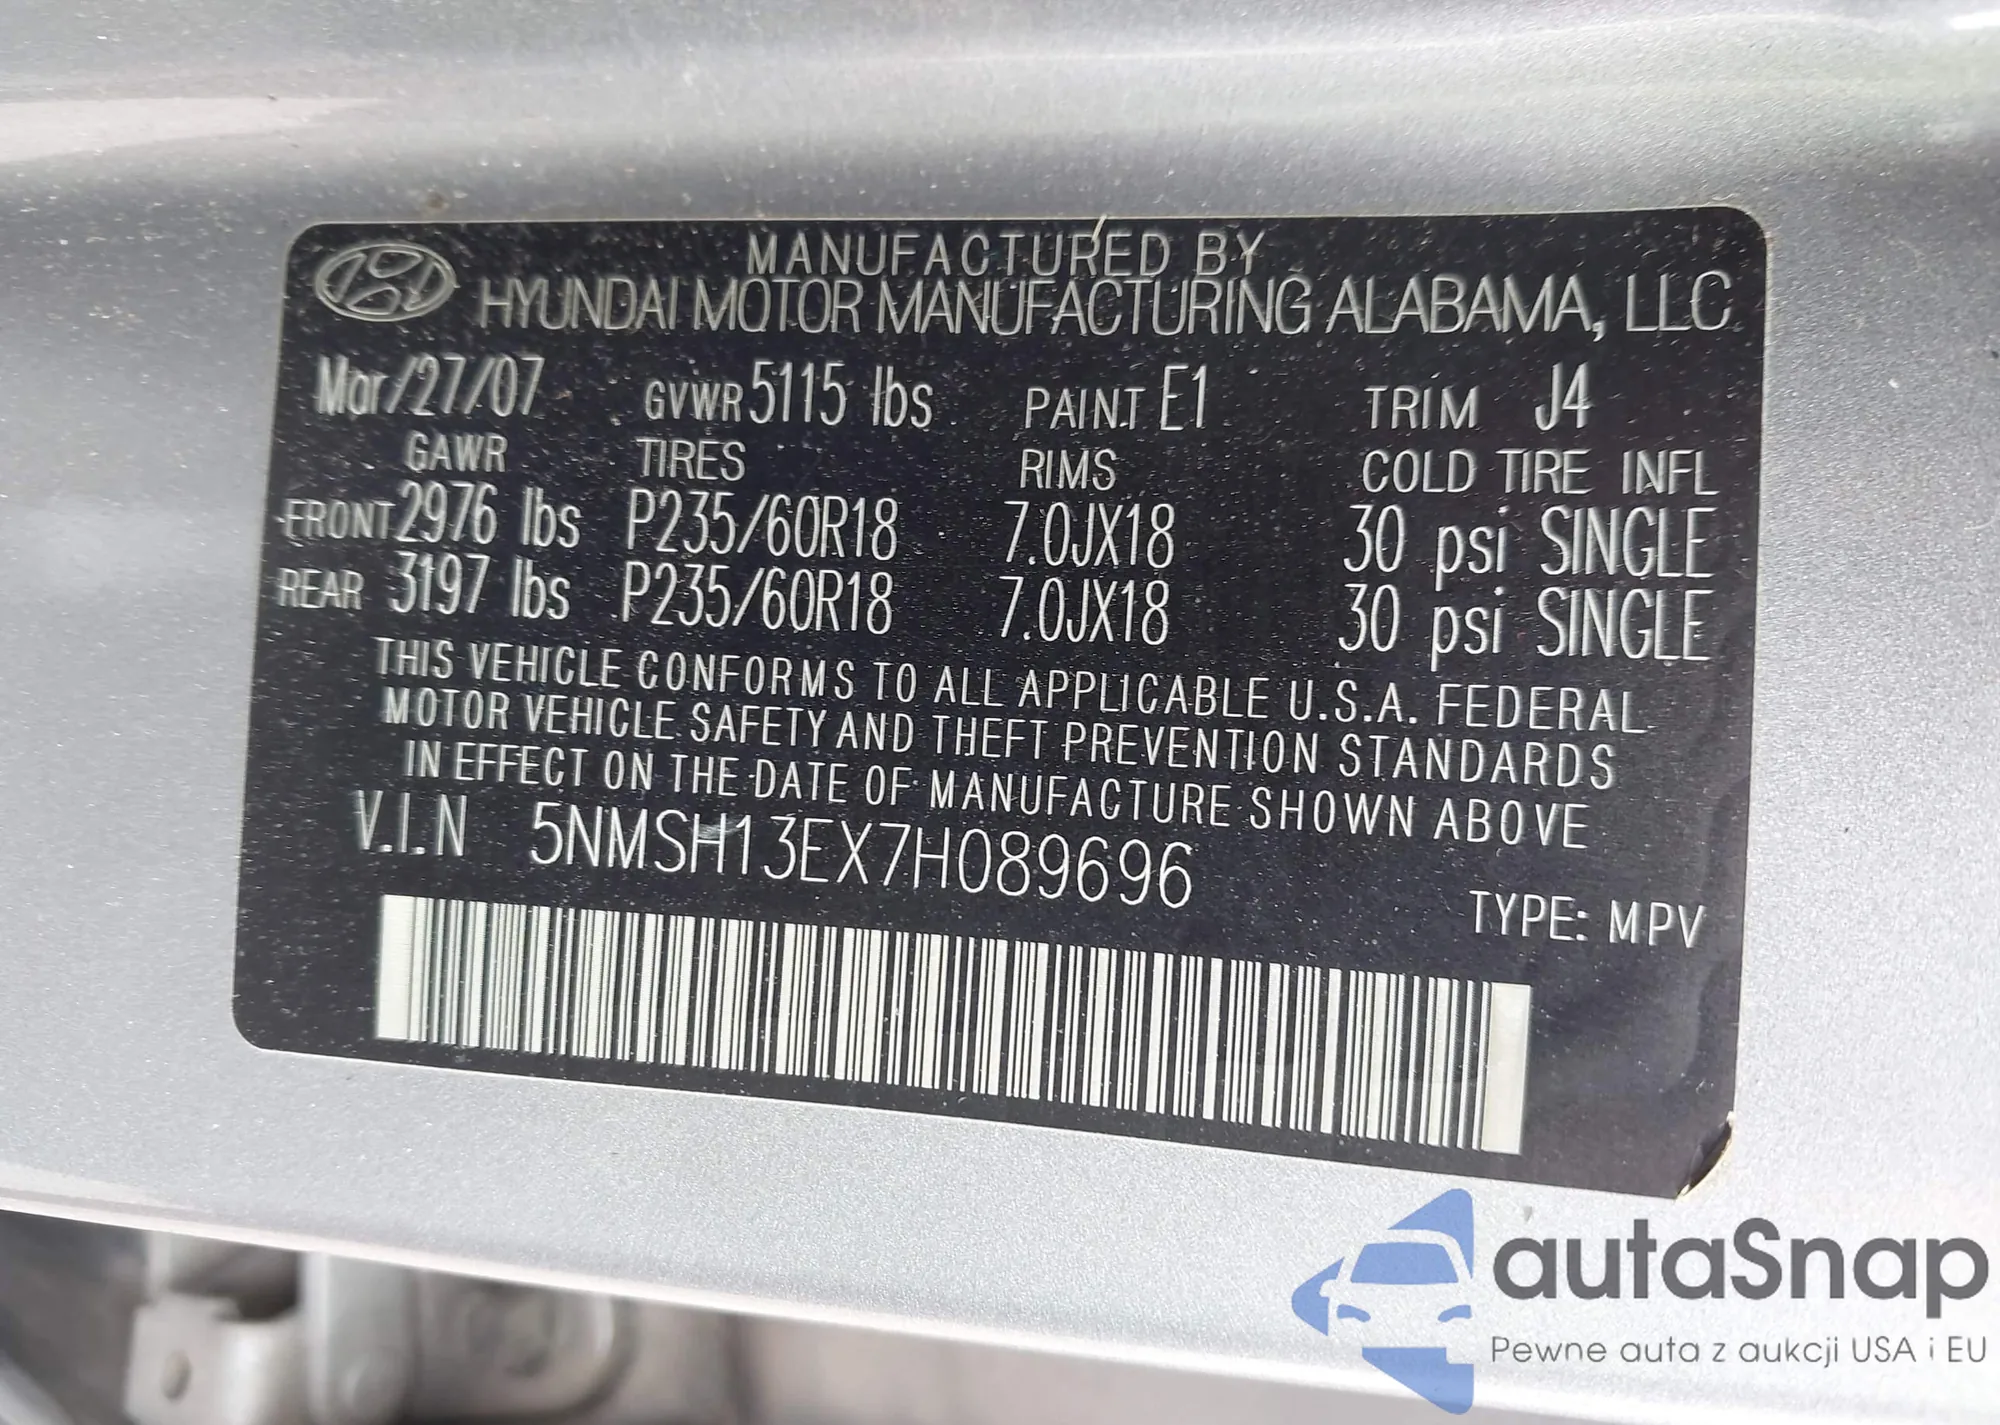 MANUFACTURED BY
HYUNDAI MOTOR MANUFACTURING ALABAMA, LLC
Mar/27/07 GVWR 5115 lbs PAINT E1 TRIM J4
GAWR TIRES RIMS COLD TIRE INFL
FRONT 2976 lbs P235/60R18 7.0JX18 30 psi SINGLE
REAR 3197 lbs P235/60R18 7.0JX18 30 psi SINGLE
THIS VEHICLE CONFORMS TO ALL APPLICABLE U.S.A. FEDERAL
MOTOR VEHICLE SAFETY AND THEFT PREVENTION STANDARDS
IN EFFECT ON THE DATE OF MANUFACTURE SHOWN ABOVE
V.I.N 5NMSH13EX7H089696
TYPE: MPV
autaSnap
Pewne auta z aukcji USA i EU